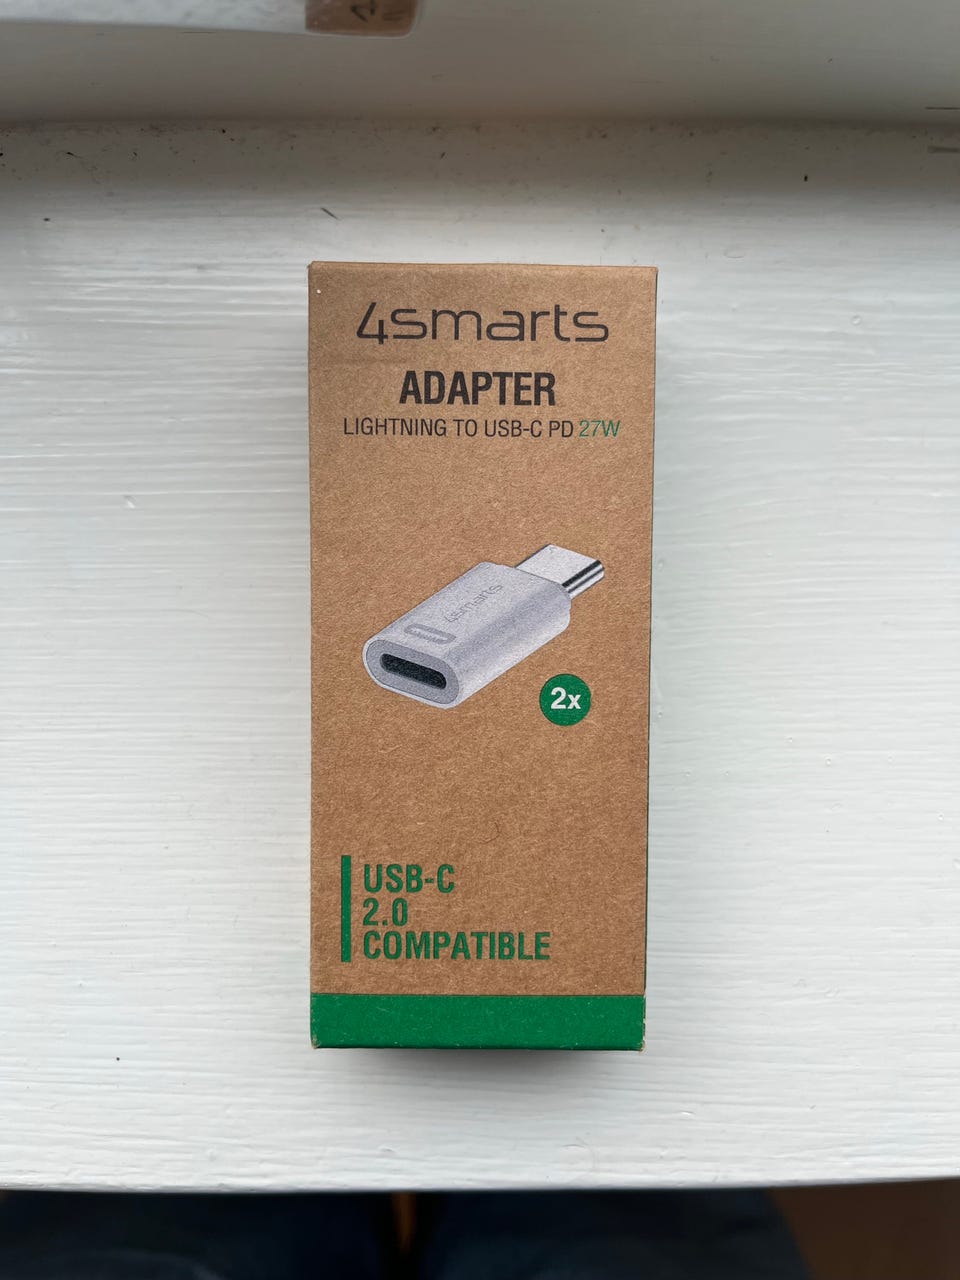 4smarts
ADAPTER
LIGHTNING TO USB-C PD 27W
4smarts
2x
USB-C
2.0
COMPATIBLE